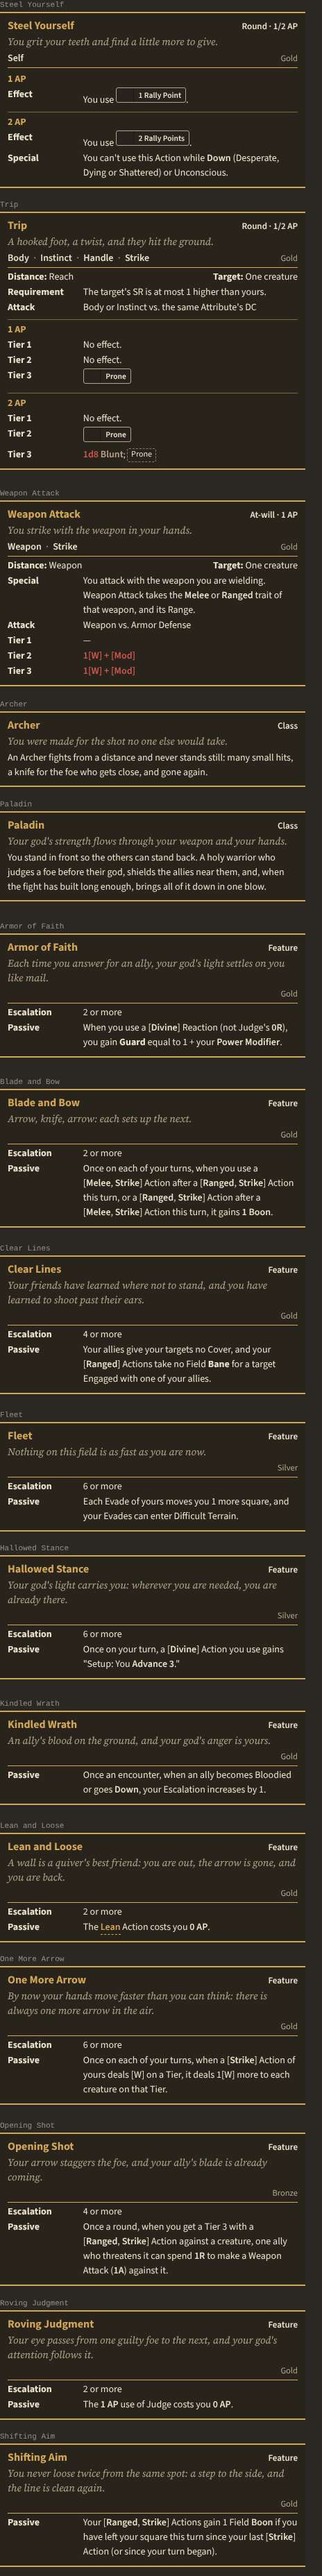 Steel Yourself
Steel Yourself Round · 1/2 AP
You grit your teeth and find a little more to give.
Self Gold
1 AP
Effect You use 1 Rally Point.
2 AP
Effect You use 2 Rally Points.
Special You can't use this Action while Down (Desperate,
Dying or Shattered) or Unconscious.
Trip
Trip Round · 1/2 AP
A hooked foot, a twist, and they hit the ground.
Body · Instinct · Handle · Strike Gold
Distance: Reach Target: One creature
Requirement The target's SR is at most 1 higher than yours.
Attack Body or Instinct vs. the same Attribute's DC
1 AP
Tier 1 No effect.
Tier 2 No effect.
Tier 3 Prone
2 AP
Tier 1 No effect.
Tier 2 Prone
Tier 3 1d8 Blunt; Prone
Weapon Attack
Weapon Attack At-will · 1 AP
You strike with the weapon in your hands.
Weapon · Strike Gold
Distance: Weapon Target: One creature
Special You attack with the weapon you are wielding.
Weapon Attack takes the Melee or Ranged trait of
that weapon, and its Range.
Attack Weapon vs. Armor Defense
Tier 1 —
Tier 2 1[W] + [Mod]
Tier 3 1[W] + [Mod]
Archer
Archer Class
You were made for the shot no one else would take.
An Archer fights from a distance and never stands still: many small hits,
a knife for the foe who gets close, and gone again.
Paladin
Paladin Class
Your god's strength flows through your weapon and your hands.
You stand in front so the others can stand back. A holy warrior who
judges a foe before their god, shields the allies near them, and, when
the fight has built long enough, brings all of it down in one blow.
Armor of Faith
Armor of Faith Feature
Each time you answer for an ally, your god's light settles on you
like mail.
Gold
Escalation 2 or more
Passive When you use a [Divine] Reaction (not Judge's 0R),
you gain Guard equal to 1 + your Power Modifier.
Blade and Bow
Blade and Bow Feature
Arrow, knife, arrow: each sets up the next.
Gold
Escalation 2 or more
Passive Once on each of your turns, when you use a
[Melee, Strike] Action after a [Ranged, Strike] Action
this turn, or a [Ranged, Strike] Action after a
[Melee, Strike] Action this turn, it gains 1 Boon.
Clear Lines
Clear Lines Feature
Your friends have learned where not to stand, and you have
learned to shoot past their ears.
Gold
Escalation 4 or more
Passive Your allies give your targets no Cover, and your
[Ranged] Actions take no Field Bane for a target
Engaged with one of your allies.
Fleet
Fleet Feature
Nothing on this field is as fast as you are now.
Silver
Escalation 6 or more
Passive Each Evade of yours moves you 1 more square, and
your Evades can enter Difficult Terrain.
Hallowed Stance
Hallowed Stance Feature
Your god's light carries you: wherever you are needed, you are
already there.
Silver
Escalation 6 or more
Passive Once on your turn, a [Divine] Action you use gains
"Setup: You Advance 3."
Kindled Wrath
Kindled Wrath Feature
An ally's blood on the ground, and your god's anger is yours.
Gold
Passive Once an encounter, when an ally becomes Bloodied
or goes Down, your Escalation increases by 1.
Lean and Loose
Lean and Loose Feature
A wall is a quiver's best friend: you are out, the arrow is gone, and
you are back.
Gold
Escalation 2 or more
Passive The Lean Action costs you 0 AP.
One More Arrow
One More Arrow Feature
By now your hands move faster than you can think: there is
always one more arrow in the air.
Gold
Escalation 6 or more
Passive Once on each of your turns, when a [Strike] Action of
yours deals [W] on a Tier, it deals 1[W] more to each
creature on that Tier.
Opening Shot
Opening Shot Feature
Your arrow staggers the foe, and your ally's blade is already
coming.
Bronze
Escalation 4 or more
Passive Once a round, when you get a Tier 3 with a
[Ranged, Strike] Action against a creature, one ally
who threatens it can spend 1R to make a Weapon
Attack (1A) against it.
Roving Judgment
Roving Judgment Feature
Your eye passes from one guilty foe to the next, and your god's
attention follows it.
Gold
Escalation 2 or more
Passive The 1 AP use of Judge costs you 0 AP.
Shifting Aim
Shifting Aim Feature
You never loose twice from the same spot: a step to the side, and
the line is clean again.
Gold
Passive Your [Ranged, Strike] Actions gain 1 Field Boon if you
have left your square this turn since your last [Strike]
Action (or since your turn began).